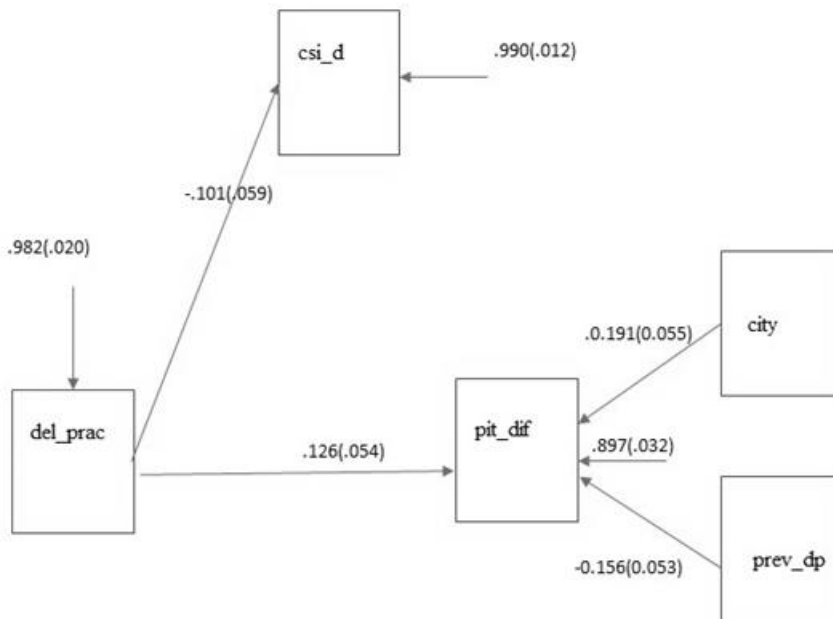 csi_d
.990(.012)
-.101(.059)
.982(.020)
city
.0.191(0.055)
del_prac
pit_dif
.126(.054)
.897(.032)
-0.156(0.053)
prev_dp